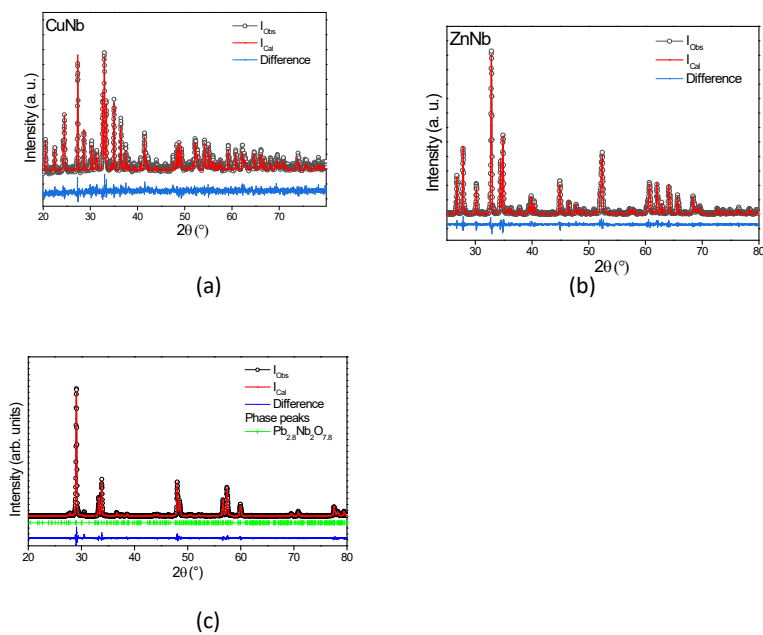 CuNb
I_Obs
I_Cal
Difference
Intensity (a. u.)
20 30 40 50 60 70
2θ (°)
(a)
ZnNb
I_Obs
I_Cal
Difference
Intensity (a. u.)
30 40 50 60 70 80
2θ (°)
(b)
I_Obs
I_Cal
Difference
Phase peaks
Pb_2.8Nb_2O_7.8
Intensity (arb. units)
20 30 40 50 60 70 80
2θ (°)
(c)